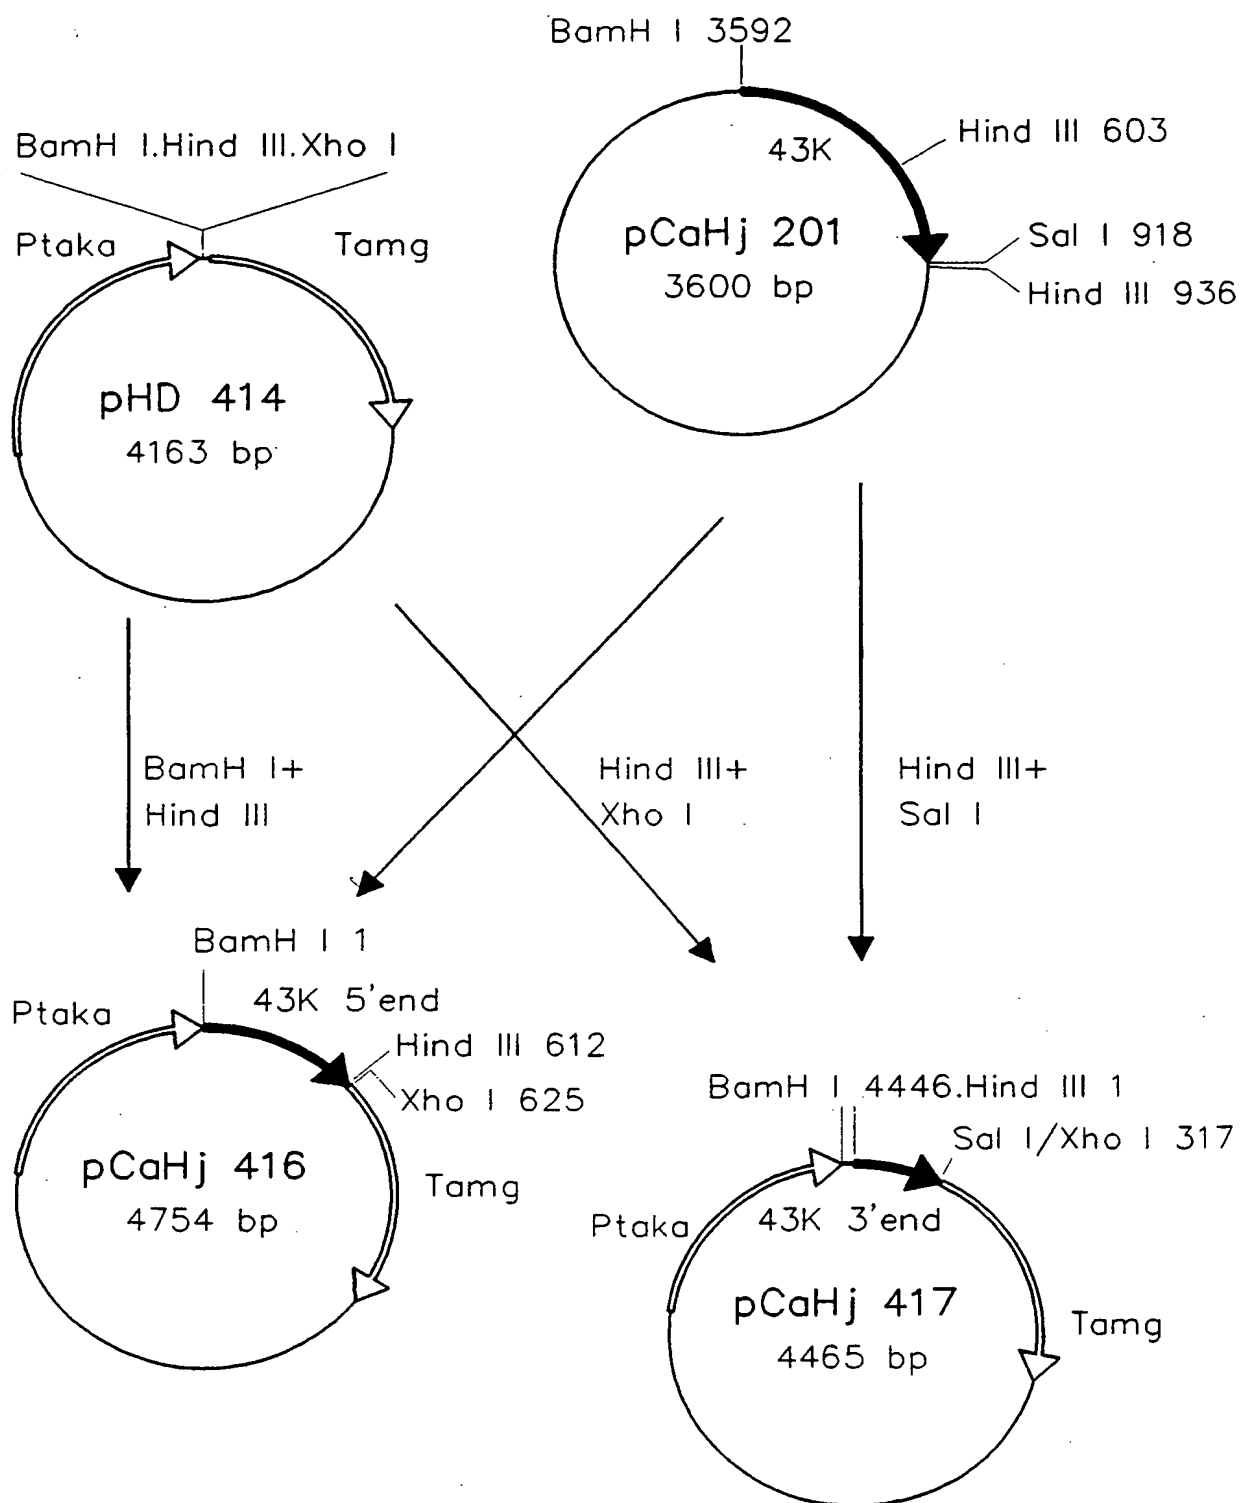 BamH I 3592
BamH I.Hind III.Xho I
Hind III 603
43K
Ptaka
Tamg
pCaHj 201
3600 bp
Sal I 918
Hind III 936
pHD 414
4163 bp
BamH I+
Hind III
Hind III+
Xho I
Hind III+
Sal I
BamH I 1
43K 5'end
Ptaka
Hind III 612
Xho I 625
pCaHj 416
4754 bp
Tamg
BamH I 4446.Hind III 1
Sal I/Xho I 317
Ptaka
43K 3'end
pCaHj 417
4465 bp
Tamg